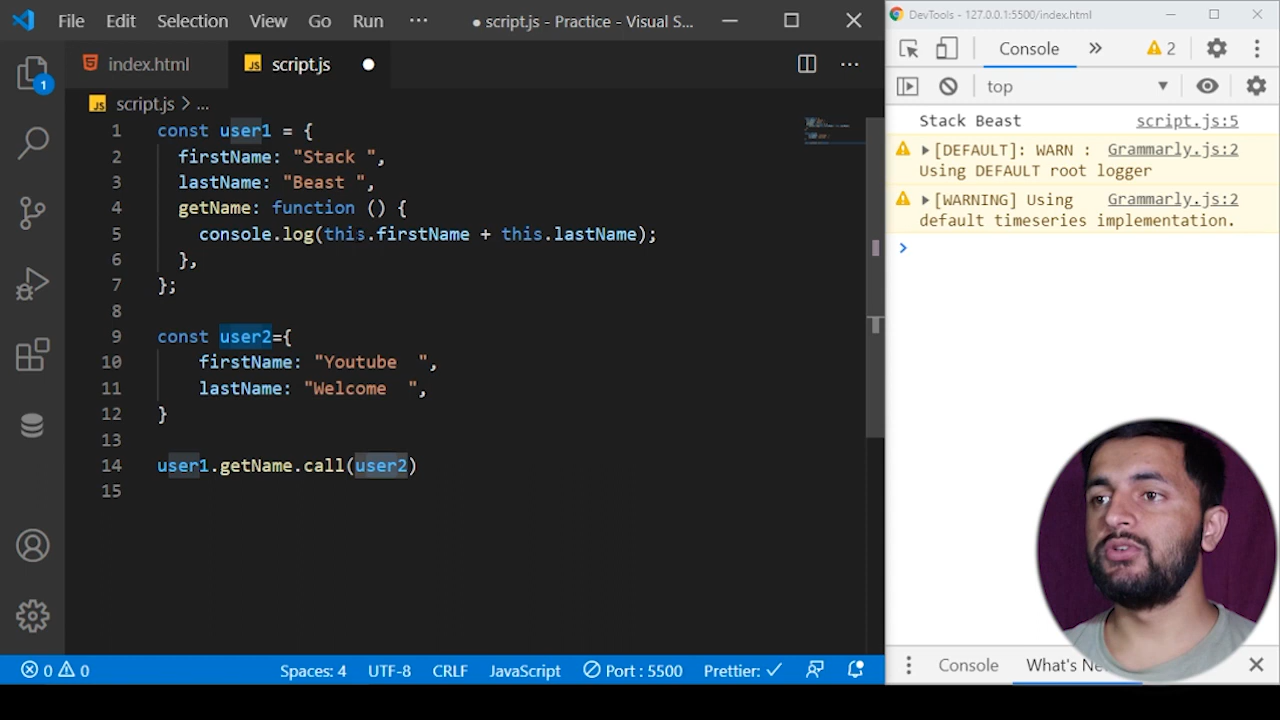 File Edit Selection View Go Run ··· ● script.js - Practice - Visual S...
index.html
JS script.js
JS script.js > ...
1 const user1 = {
2 firstName: "Stack ",
3 lastName: "Beast ",
4 getName: function () {
5 console.log(this.firstName + this.lastName);
6 },
7 };
8
9 const user2={
10 firstName: "Youtube  ",
11 lastName: "Welcome  ",
12 }
13
14 user1.getName.call(user2)
15
1
0 0 Spaces: 4 UTF-8 CRLF JavaScript Port : 5500 Prettier: ✓
DevTools - 127.0.0.1:5500/index.html
Console » 2
top ▼
Stack Beast script.js:5
▶[DEFAULT]: WARN : Grammarly.js:2
Using DEFAULT root logger
▶[WARNING] Using Grammarly.js:2
default timeseries implementation.
>
Console What's Ne